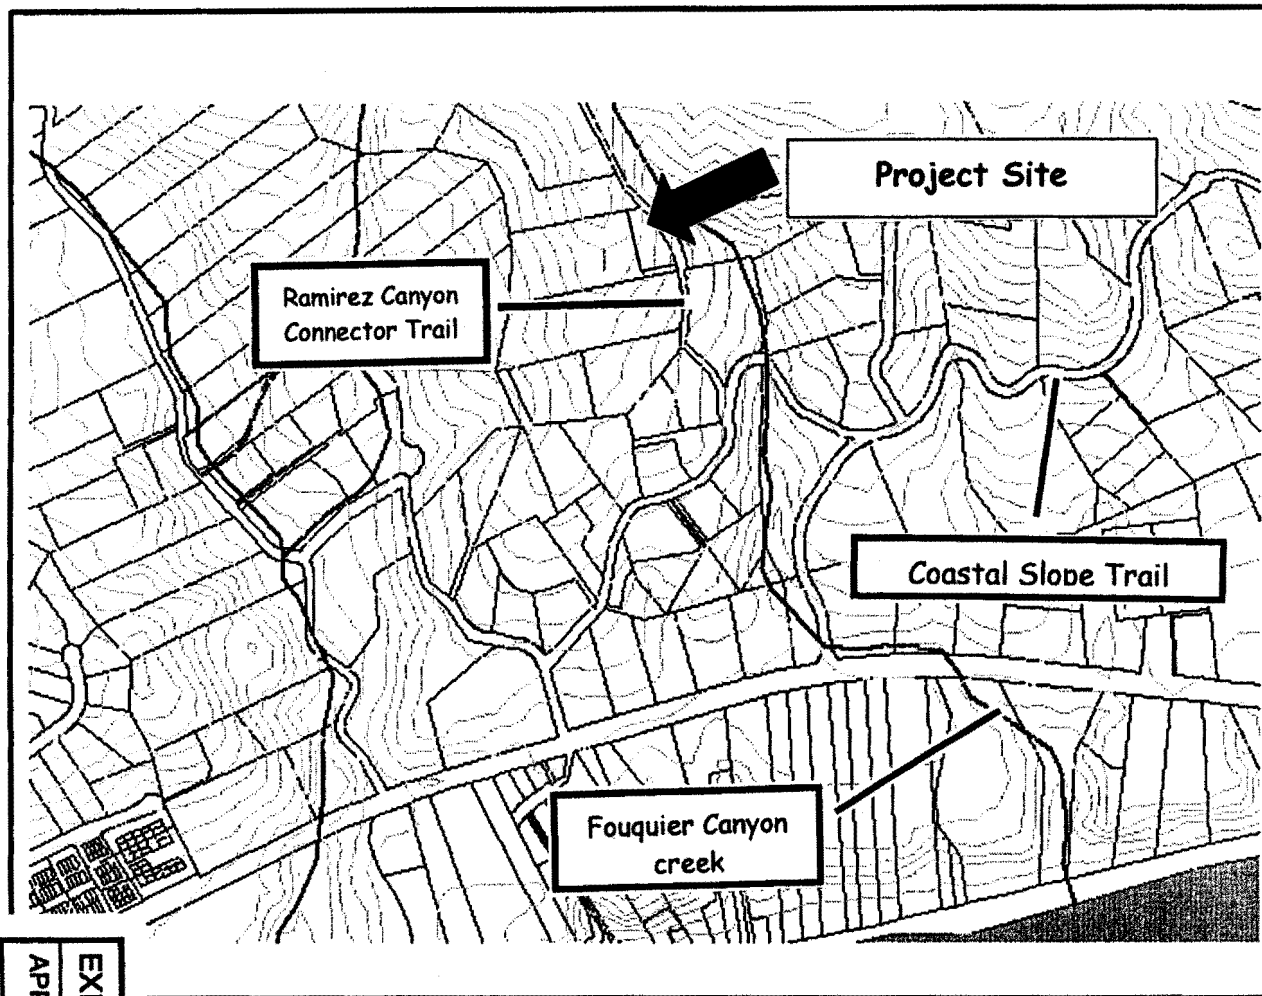 Project Site
Ramirez Canyon
Connector Trail
Coastal Slope Trail
Fouquier Canyon
creek